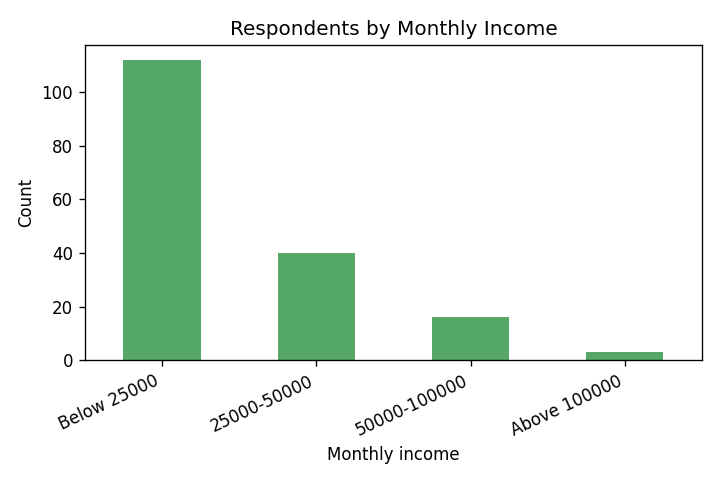 Respondents by Monthly Income
Count
100
80
60
40
20
0
Below 25000
25000-50000
50000-100000
Above 100000
Monthly income